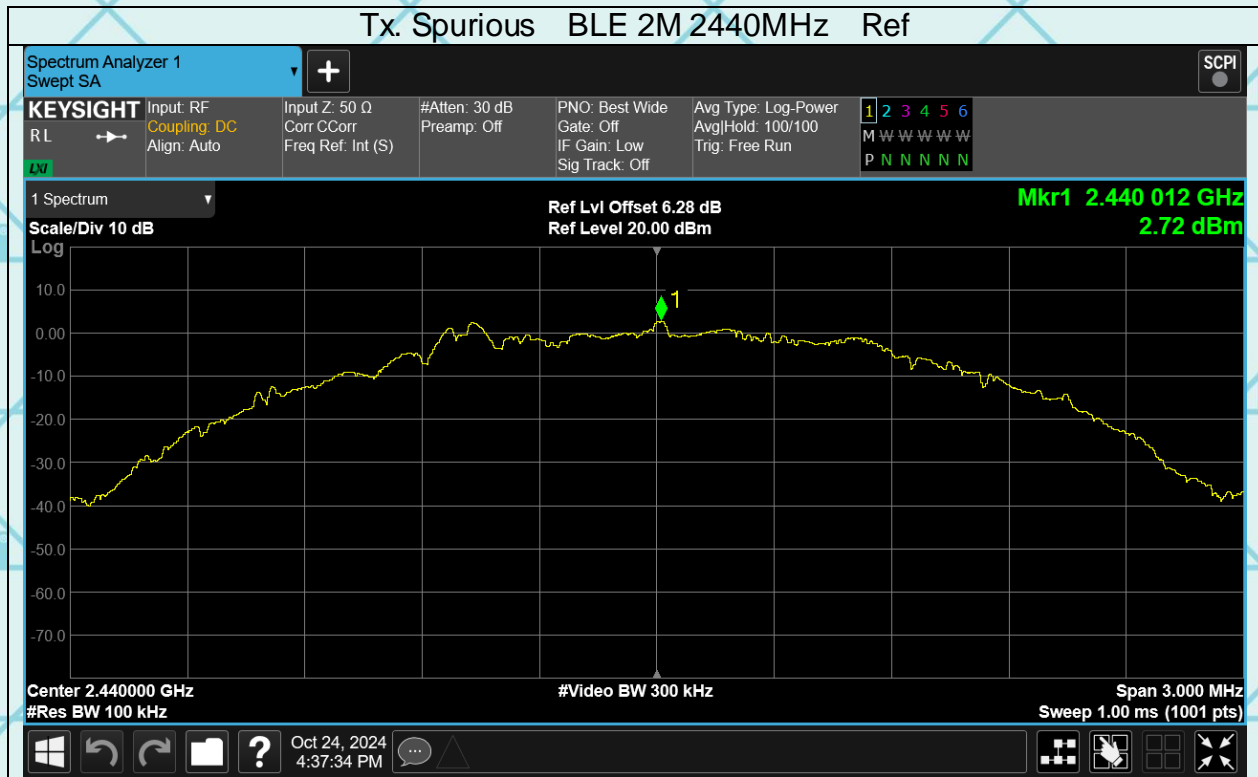 Tx. Spurious BLE 2M 2440MHz Ref
Spectrum Analyzer 1
Swept SA
SCPI
KEYSIGHT
RL
LXI
Input: RF
Coupling: DC
Align: Auto
Input Z: 50 Ω
Corr CCorr
Freq Ref: Int (S)
#Atten: 30 dB
Preamp: Off
PNO: Best Wide
Gate: Off
IF Gain: Low
Sig Track: Off
Avg Type: Log-Power
Avg|Hold: 100/100
Trig: Free Run
1 2 3 4 5 6
M W W W W W
P N N N N N
1 Spectrum
Scale/Div 10 dB
Ref Lvl Offset 6.28 dB
Ref Level 20.00 dBm
Mkr1 2.440 012 GHz
2.72 dBm
Log
1
10.0
0.00
-10.0
-20.0
-30.0
-40.0
-50.0
-60.0
-70.0
Center 2.440000 GHz
#Res BW 100 kHz
#Video BW 300 kHz
Span 3.000 MHz
Sweep 1.00 ms (1001 pts)
?
Oct 24, 2024
4:37:34 PM